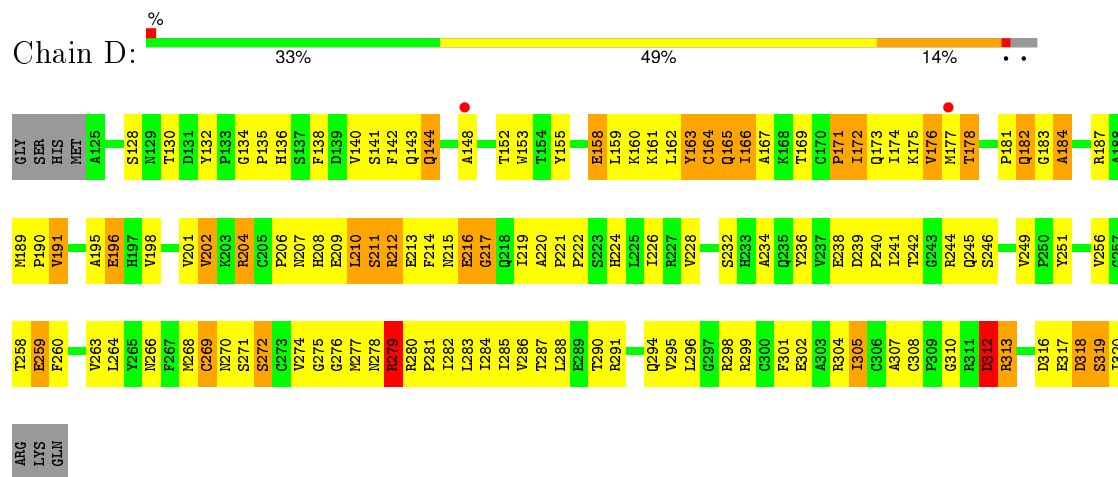 %
Chain D:
33% 49% 14% • •
GLY SER HIS MET A125 S128 N129 T130 D131 Y132 P133 G134 P135 H136 S137 F138 D139 V140 S141 F142 Q143 Q144 A148 T152 W153 T154 Y155 E158 L159 K160 K161 L162 Y163 C164 Q165 I166 A167 K168 T169 C170 P171 I172 Q173 I174 K175 V176 M177 T178 P181 Q182 G183 A184 R187 A188
M189 P190 V191 A195 E196 H197 V198 V201 V202 K203 R204 C205 P206 N207 H208 E209 L210 S211 R212 E213 F214 N215 E216 G217 Q218 I219 A220 P221 P222 S223 H224 L225 I226 R227 V228 S232 H233 A234 Q235 Y236 V237 E238 D239 P240 I241 T242 G243 R244 Q245 S246 V249 P250 Y251 V256 G257
T258 E259 F260 V263 L264 Y265 N266 F267 M268 C269 N270 S271 S272 C273 V274 G275 G276 M277 N278 R279 R280 P281 I282 L283 I284 I285 V286 T287 L288 E289 T290 R291 Q294 V295 L296 G297 R298 R299 C300 F301 E302 A303 R304 I305 C306 A307 C308 P309 G310 R311 D312 R313 D316 E317 D318 S319 I320
ARG LYS GLN